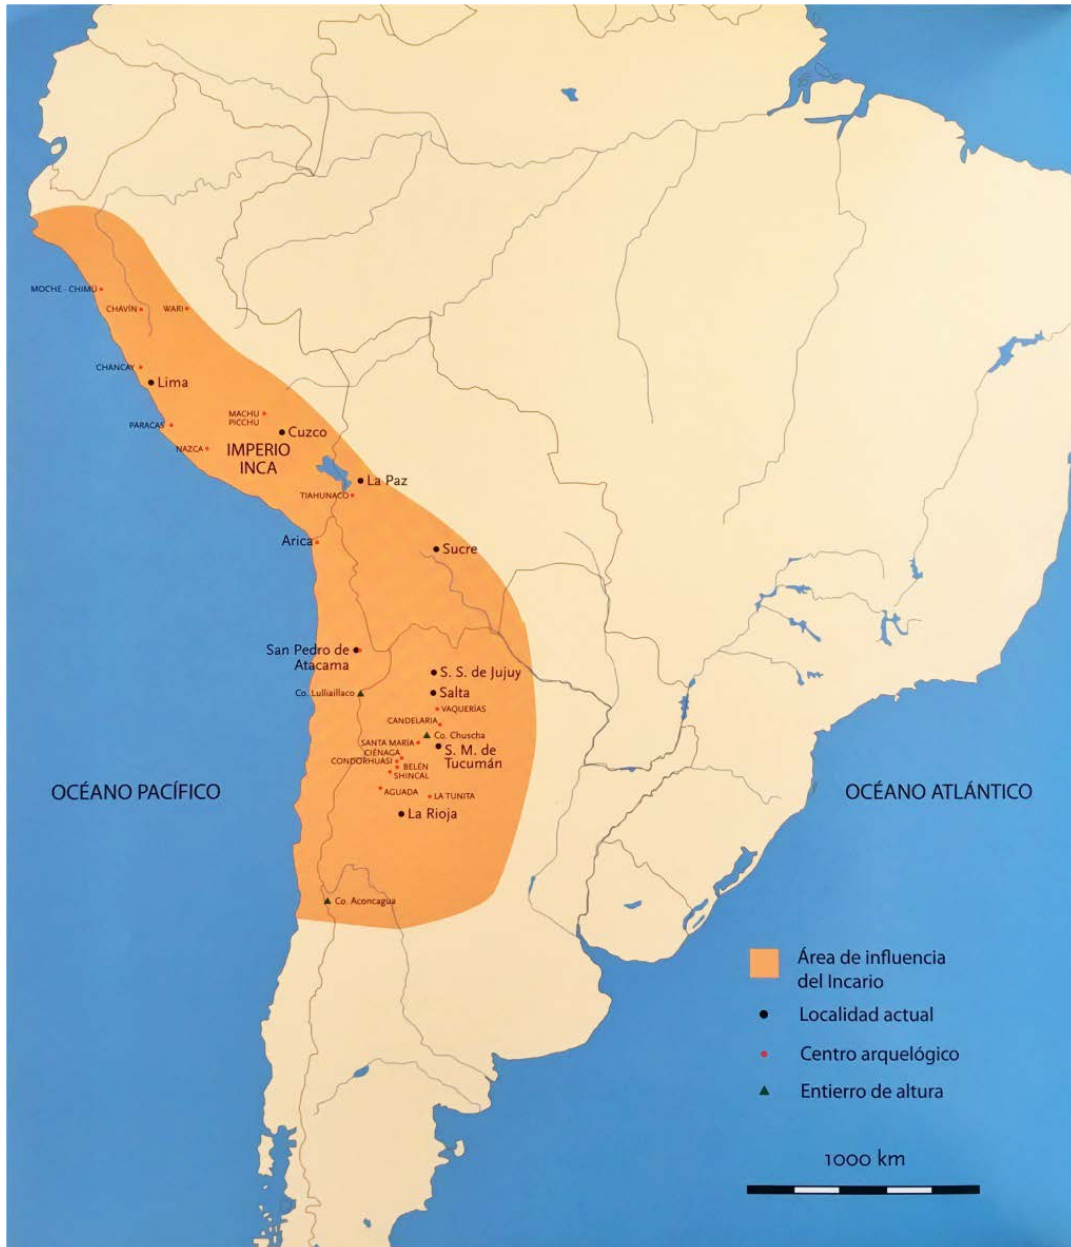 MOCHE - CHIMÚ
CHAVÍN
WARI
CHANCAY
Lima
MACHU
PICCHU
PARACAS
Cuzco
NAZCA
IMPERIO
INCA
La Paz
TIAHUNACO
Arica
Sucre
San Pedro de
Atacama
S. S. de Jujuy
Co. Lulliaillaco
Salta
VAQUERÍAS
CANDELARIA
Co. Chuscha
SANTA MARÍA
CIÉNAGA
S. M. de
Tucumán
CONDORHUASI
BELÉN
SHINCAL
AGUADA
LA TUNITA
La Rioja
OCÉANO PACÍFICO
OCÉANO ATLÁNTICO
Co. Aconcagua
Área de influencia
del Incario
Localidad actual
Centro arquelógico
Entierro de altura
1000 km